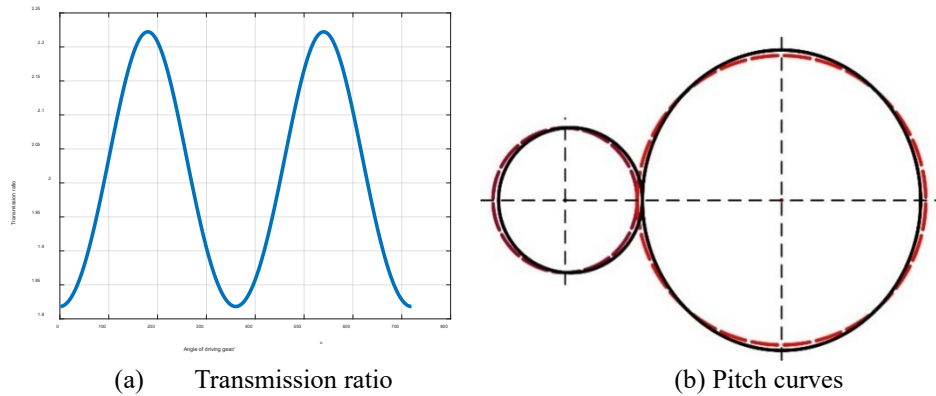 2.25
2.2
2.15
2.1
2.05
2
1.95
1.9
1.85
1.8
Transmission ratio
0 100 200 300 400 500 600 700 800
Angle of driving gear/ °
(a) Transmission ratio
(b) Pitch curves